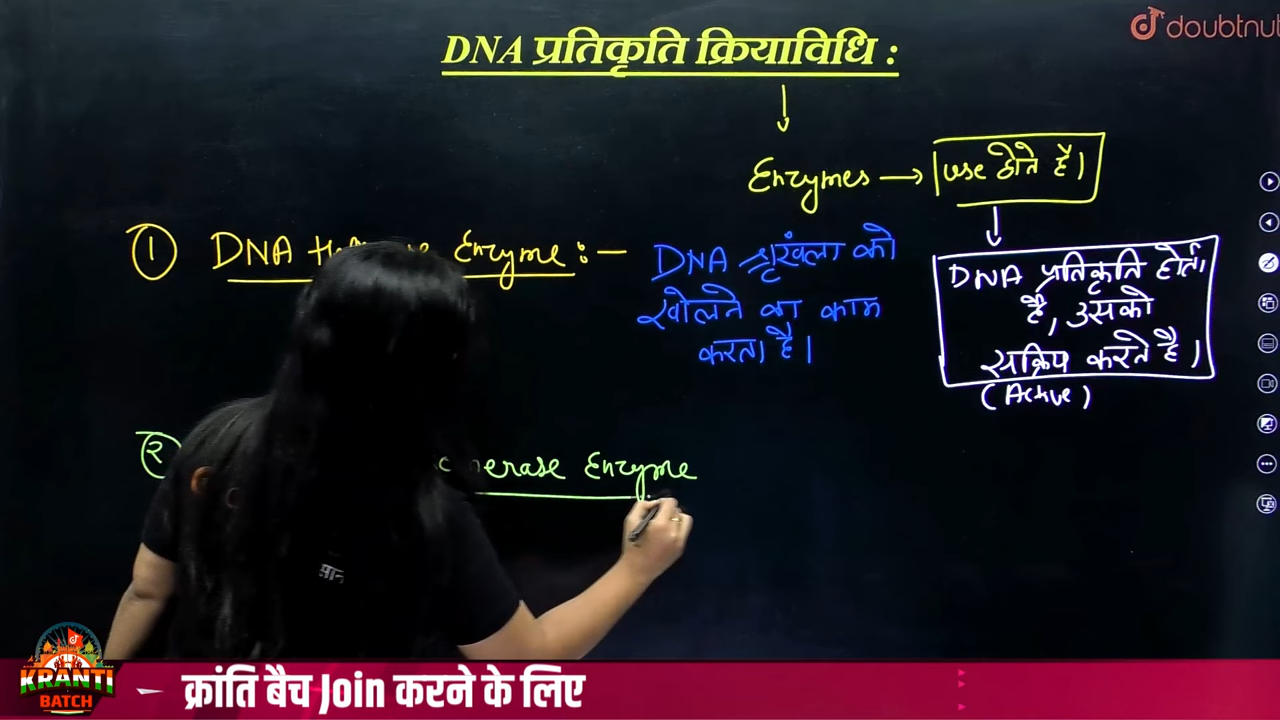 doubtnut
DNA प्रतिकृति क्रियाविधि :
Enzymes → use होते हैं।
① DNA Enzyme : —
DNA श्रृंखला को
खोलने का काम
करता है।
DNA प्रतिकृति होती
है, उसको
सक्रिय करते है।
(Active)
२ Enzyme
मान
KRANTI
BATCH
क्रांति बैच Join करने के लिए